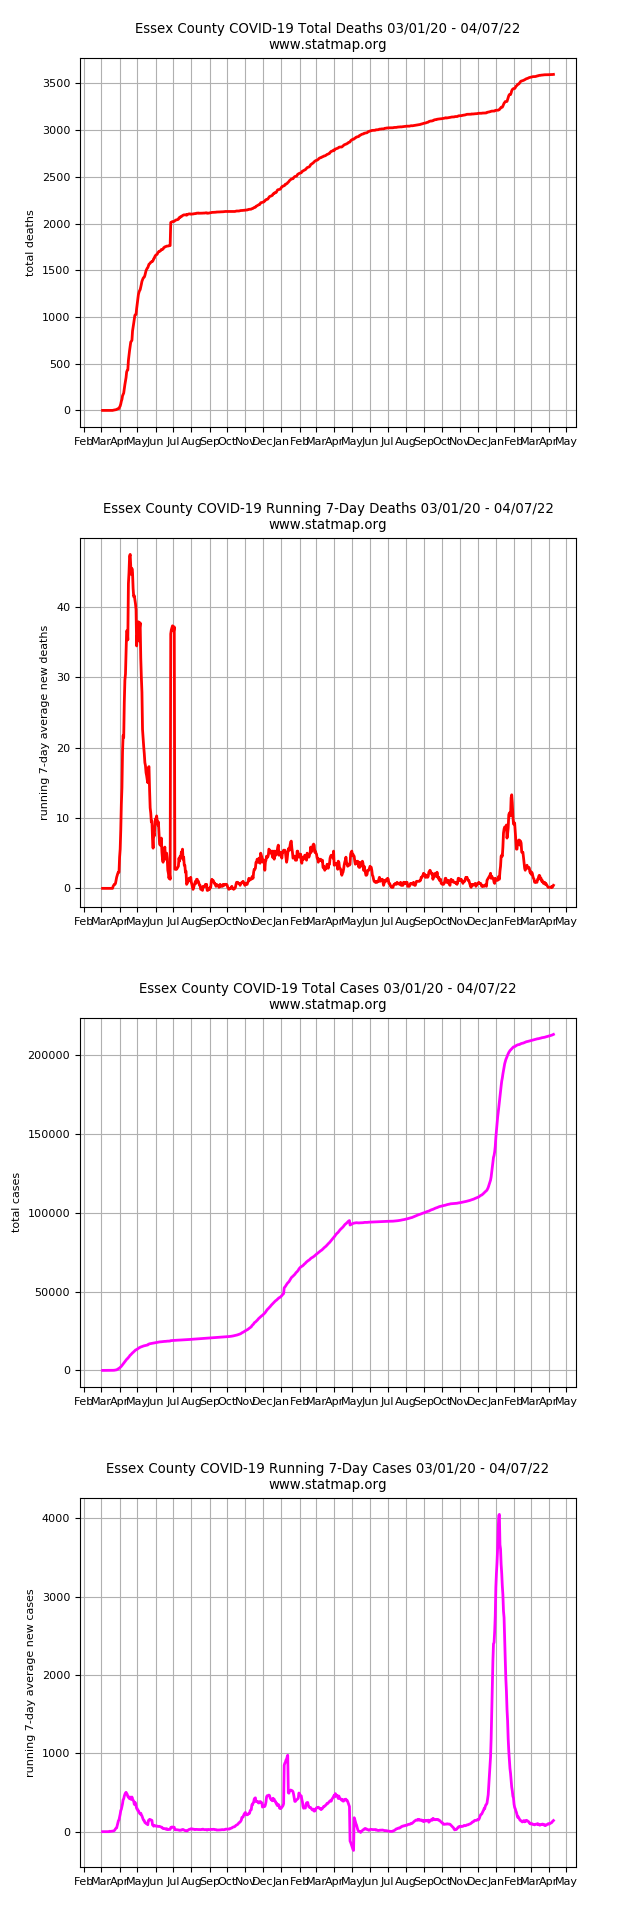 Essex County COVID-19 Total Deaths 03/01/20 - 04/07/22
www.statmap.org
3500
3000
2500
2000
1500
1000
500
0
total deaths
Feb Mar Apr May Jun Jul Aug Sep Oct Nov Dec Jan Feb Mar Apr May Jun Jul Aug Sep Oct Nov Dec Jan Feb Mar Apr May
Essex County COVID-19 Running 7-Day Deaths 03/01/20 - 04/07/22
www.statmap.org
40
30
20
10
0
running 7-day average new deaths
Feb Mar Apr May Jun Jul Aug Sep Oct Nov Dec Jan Feb Mar Apr May Jun Jul Aug Sep Oct Nov Dec Jan Feb Mar Apr May
Essex County COVID-19 Total Cases 03/01/20 - 04/07/22
www.statmap.org
200000
150000
100000
50000
0
total cases
Feb Mar Apr May Jun Jul Aug Sep Oct Nov Dec Jan Feb Mar Apr May Jun Jul Aug Sep Oct Nov Dec Jan Feb Mar Apr May
Essex County COVID-19 Running 7-Day Cases 03/01/20 - 04/07/22
www.statmap.org
4000
3000
2000
1000
0
running 7-day average new cases
Feb Mar Apr May Jun Jul Aug Sep Oct Nov Dec Jan Feb Mar Apr May Jun Jul Aug Sep Oct Nov Dec Jan Feb Mar Apr May